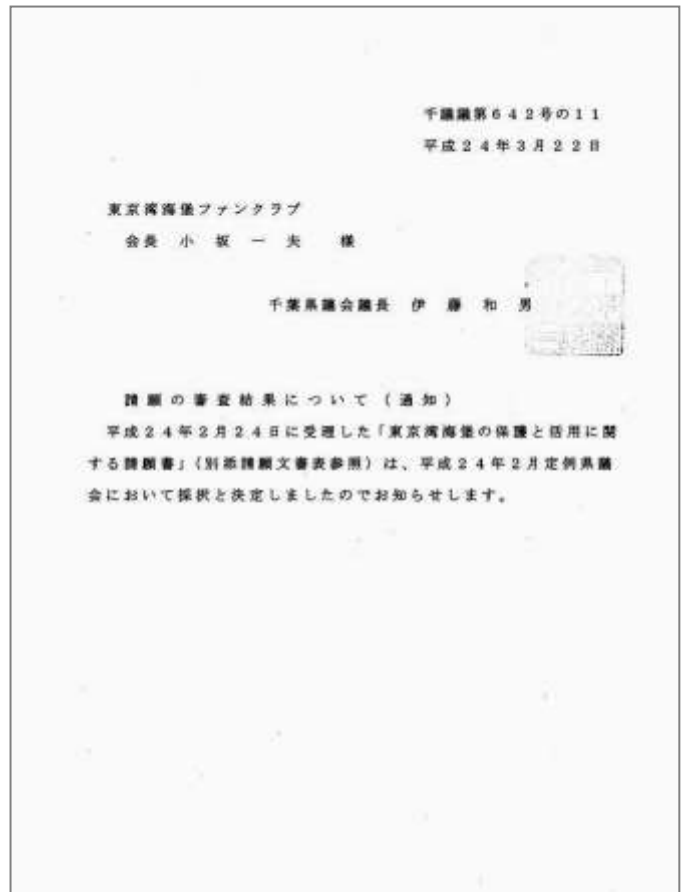 千議議第642号の11
平成24年3月22日
東京湾海堡ファンクラブ
会長 小坂一夫 様
千葉県議会議長 伊藤和男
請願の審査結果について(通知)
平成24年2月24日に受理した「東京湾海堡の保護と活用に関
する請願書」(別添請願文書表参照)は、平成24年2月定例県議
会において採択と決定しましたのでお知らせします。